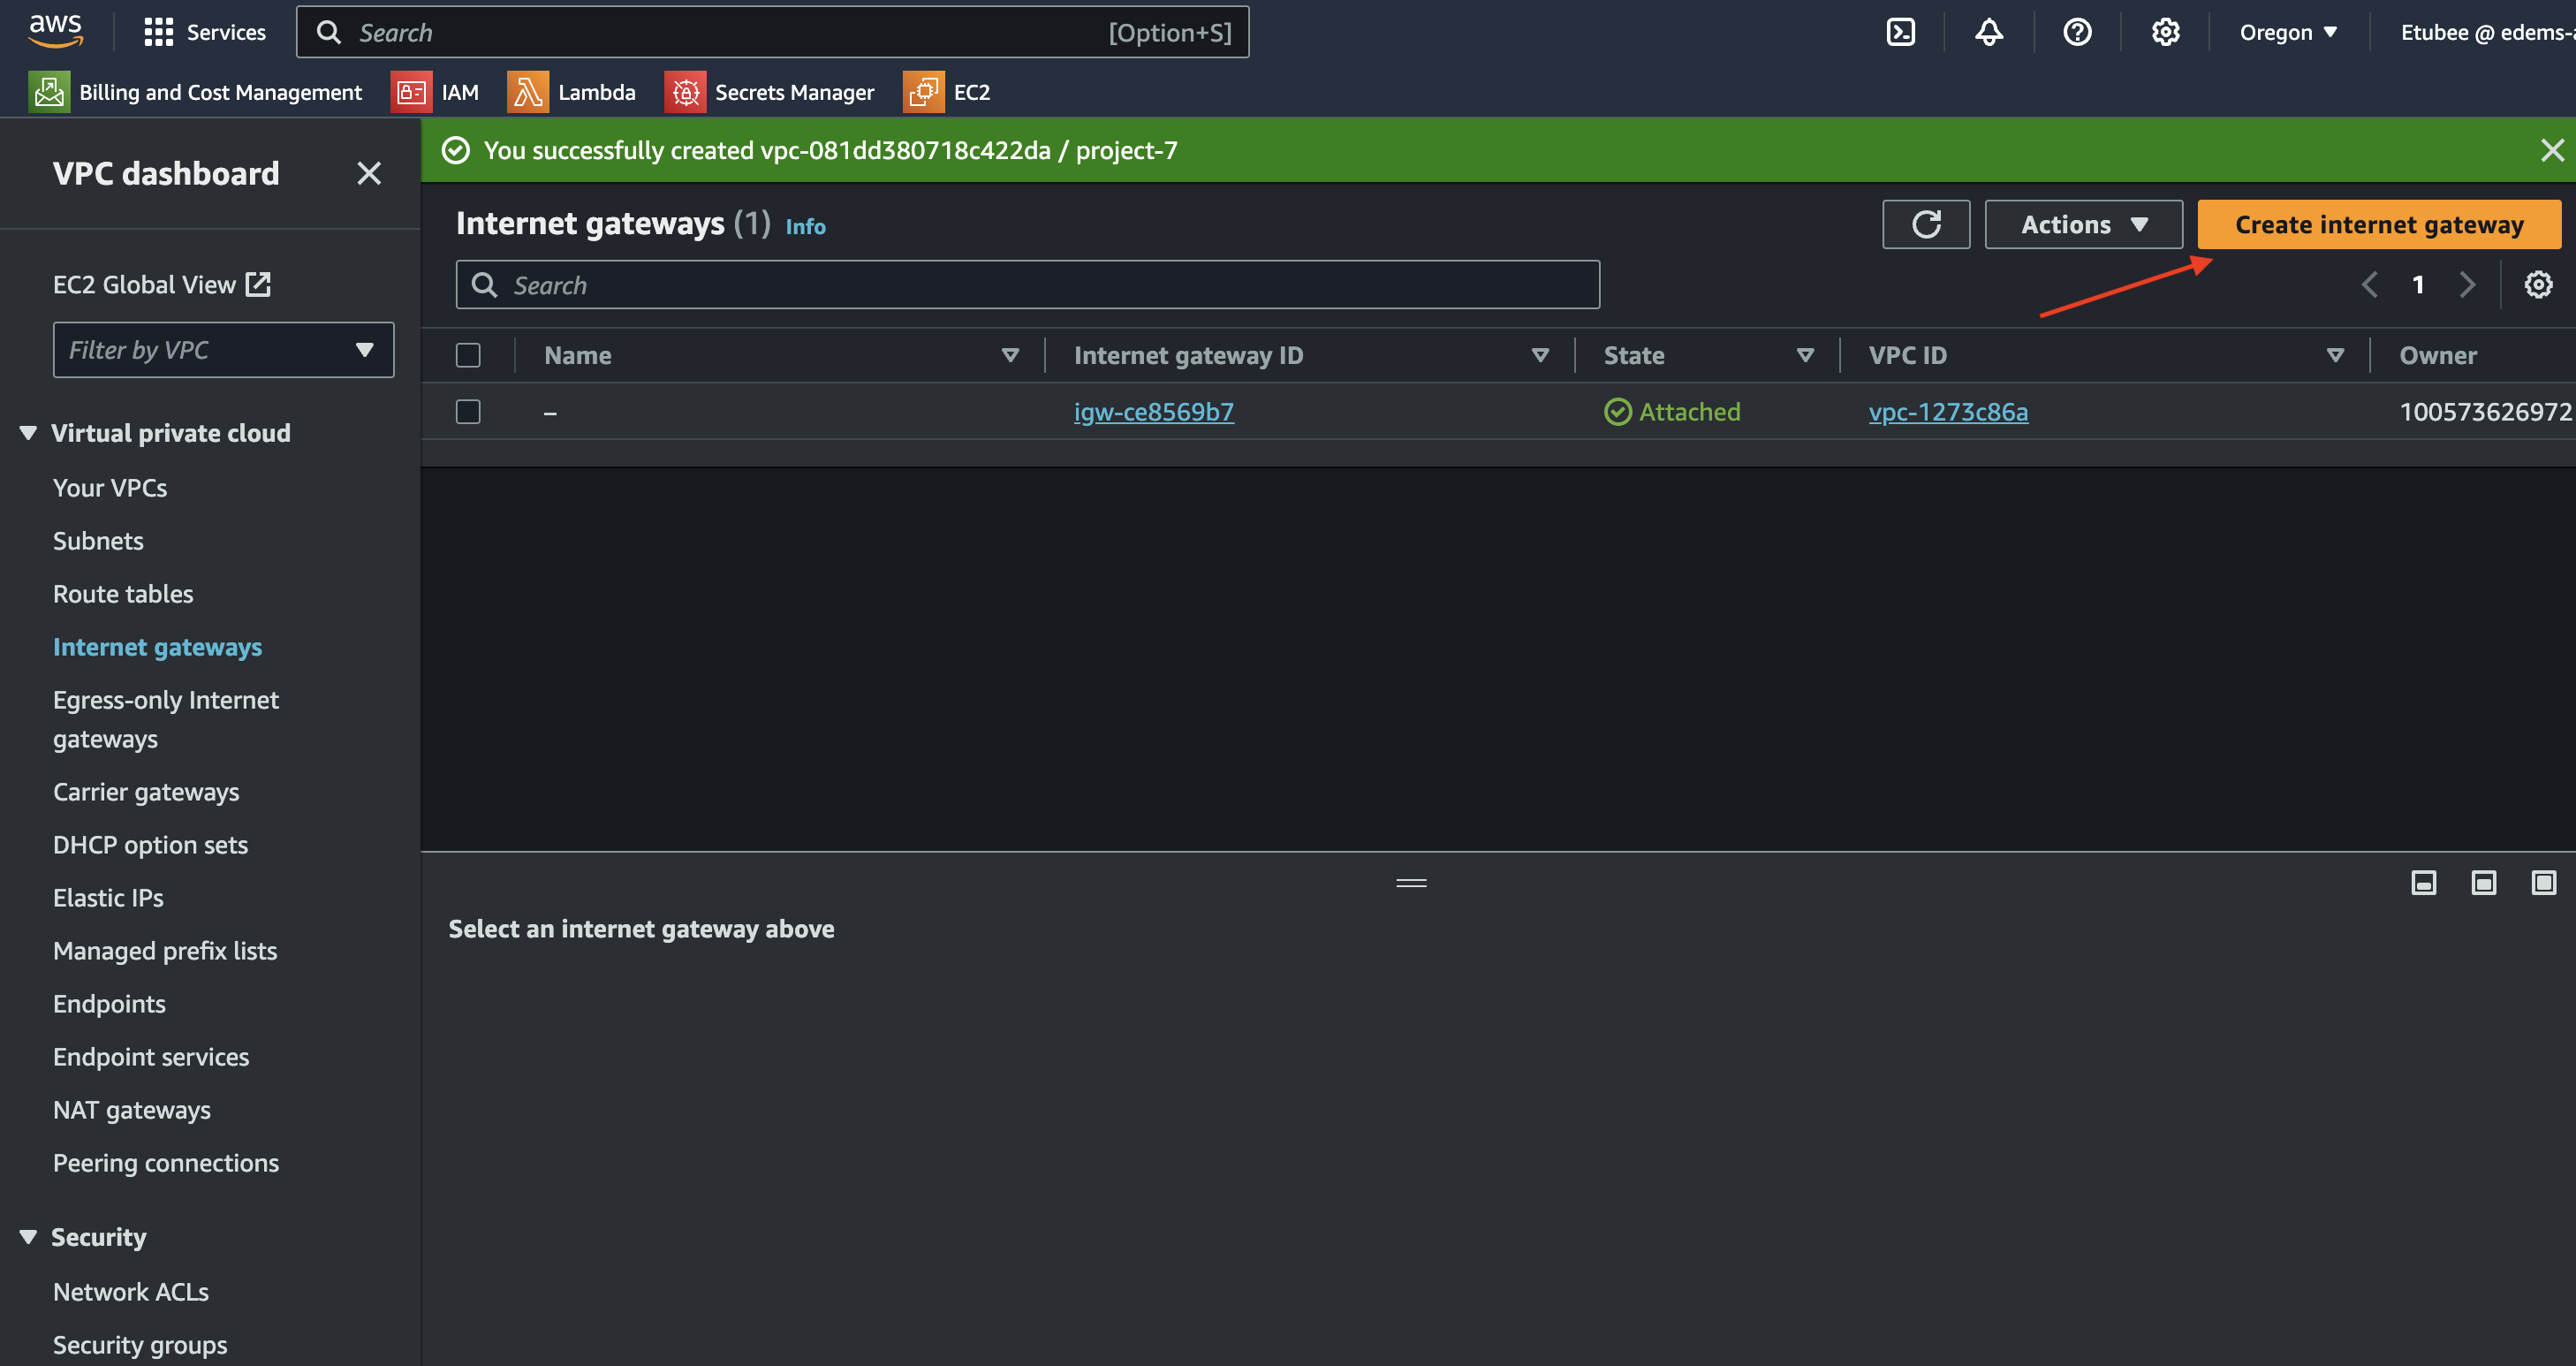 aws
Services
Search
[Option+S]
Oregon
Etubee @ edems-
Billing and Cost Management
IAM
Lambda
Secrets Manager
EC2
VPC dashboard
EC2 Global View
Filter by VPC
Virtual private cloud
Your VPCs
Subnets
Route tables
Internet gateways
Egress-only Internet
gateways
Carrier gateways
DHCP option sets
Elastic IPs
Managed prefix lists
Endpoints
Endpoint services
NAT gateways
Peering connections
Security
Network ACLs
Security groups
You successfully created vpc-081dd380718c422da / project-7
Internet gateways (1) Info
Actions
Create internet gateway
Search
1
Name
Internet gateway ID
State
VPC ID
Owner
–
igw-ce8569b7
Attached
vpc-1273c86a
100573626972
Select an internet gateway above